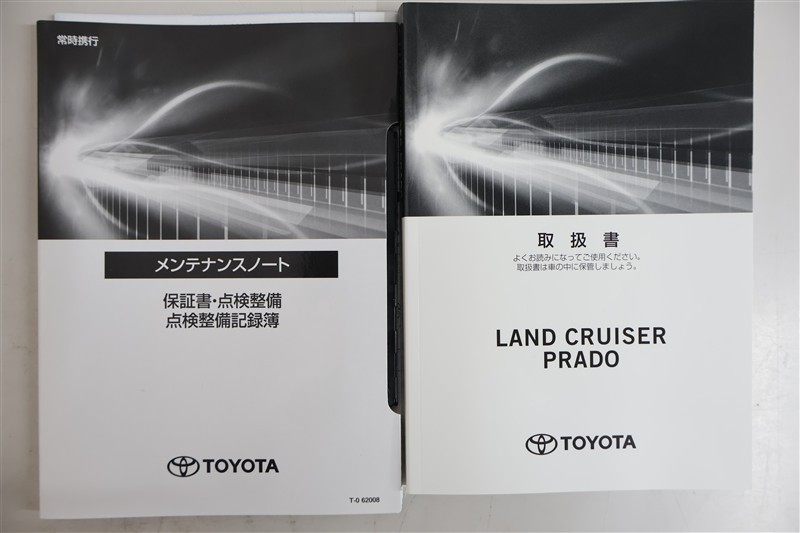 常時携行
メンテナンスノート
保証書・点検整備
点検整備記録簿
TOYOTA
T-0 62008
取扱書
よくお読みになってご使用ください。
取扱書は車の中に保管しましょう。
LAND CRUISER
PRADO
TOYOTA